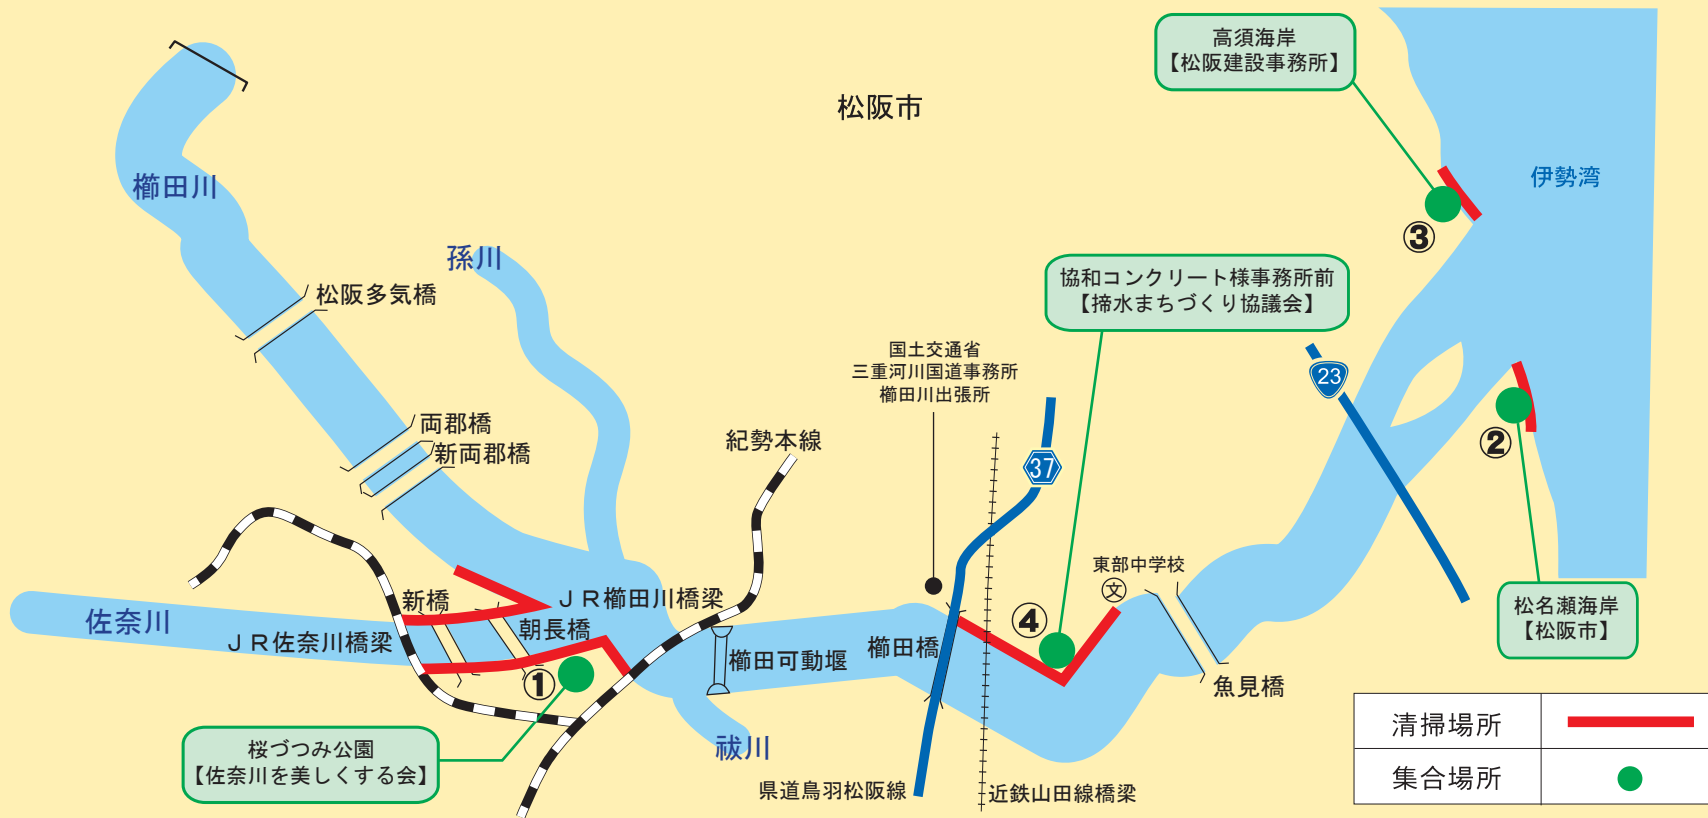 高須海岸
【松阪建設事務所】
松阪市
櫛田川
伊勢湾
③
孫川
松阪多気橋
協和コンクリート様事務所前
【揥水まちづくり協議会】
国土交通省
三重河川国道事務所
櫛田川出張所
23
両郡橋
新両郡橋
紀勢本線
37
②
東部中学校
文
新橋
JR櫛田川橋梁
佐奈川
JR佐奈川橋梁
朝長橋
④
松名瀬海岸
【松阪市】
櫛田橋
櫛田可動堰
①
魚見橋
桜づつみ公園
【佐奈川を美しくする会】
祓川
県道鳥羽松阪線
近鉄山田線橋梁
清掃場所
集合場所